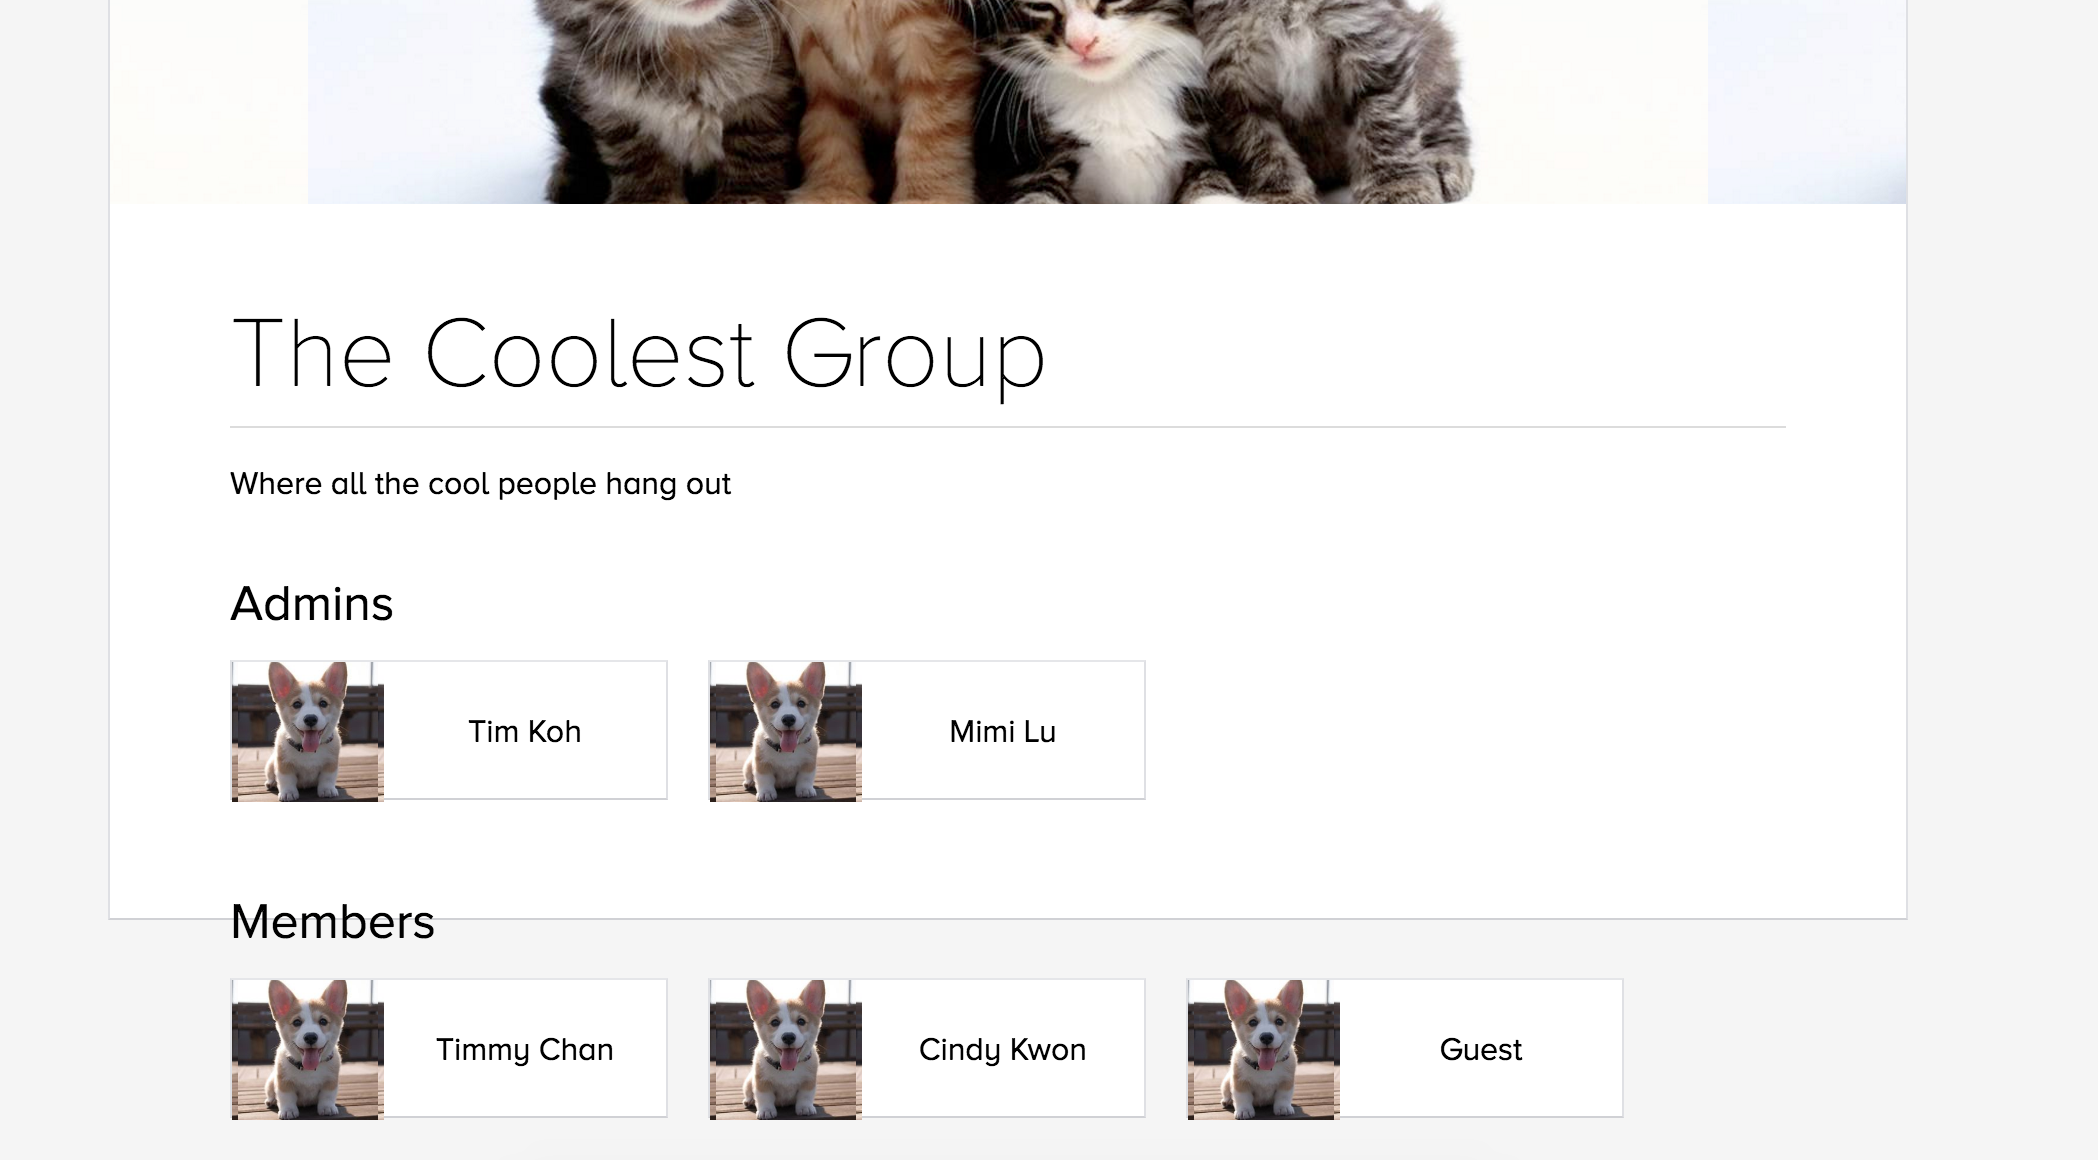 The Coolest Group
Where all the cool people hang out
Admins
Tim Koh
Mimi Lu
Members
Timmy Chan
Cindy Kwon
Guest